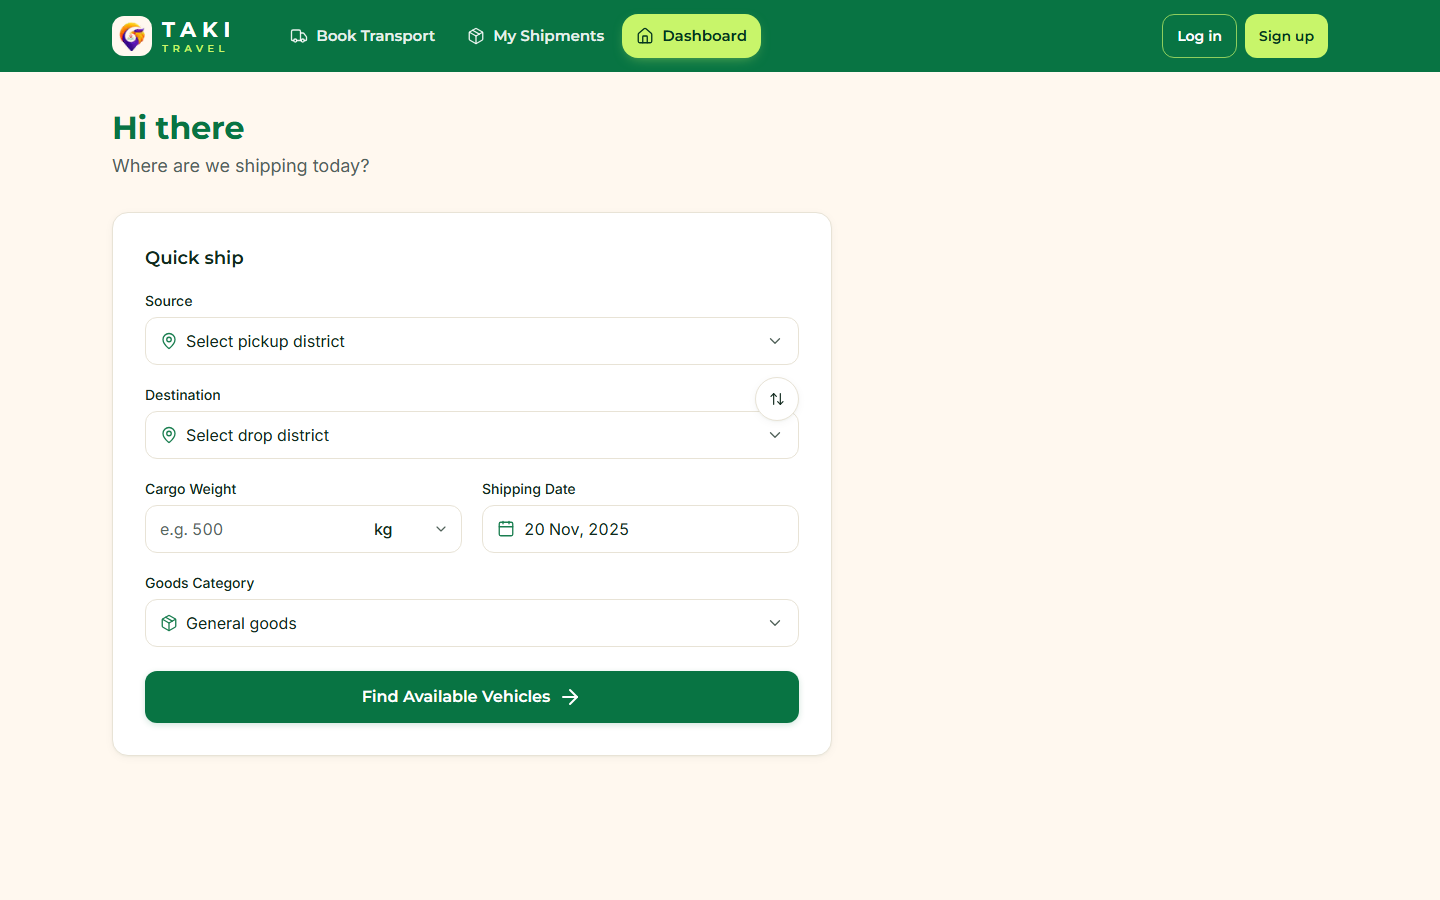 TAKI
TRAVEL
Book Transport
My Shipments
Dashboard
Log in
Sign up
Hi there
Where are we shipping today?
Quick ship
Source
Select pickup district
Destination
Select drop district
Cargo Weight
Shipping Date
e.g. 500
kg
20 Nov, 2025
Goods Category
General goods
Find Available Vehicles